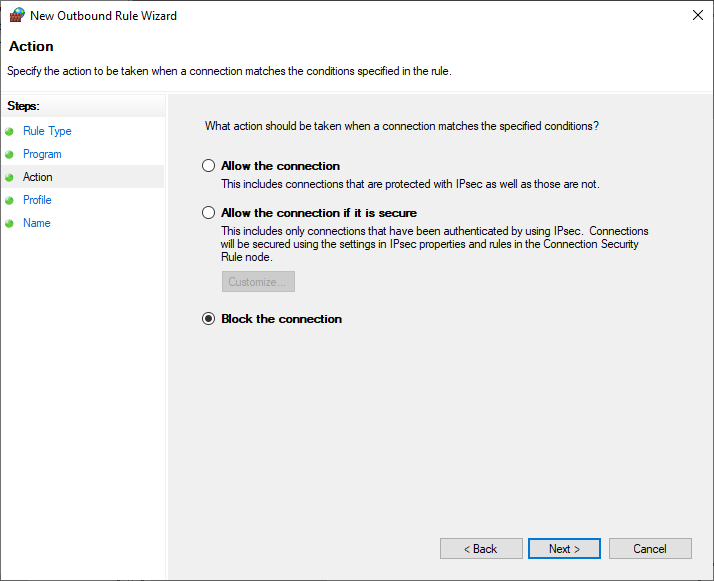 New Outbound Rule Wizard
Action
Specify the action to be taken when a connection matches the conditions specified in the rule.
Steps:
Rule Type
Program
Action
Profile
Name
What action should be taken when a connection matches the specified conditions?
Allow the connection
This includes connections that are protected with IPsec as well as those are not.
Allow the connection if it is secure
This includes only connections that have been authenticated by using IPsec.  Connections
will be secured using the settings in IPsec properties and rules in the Connection Security
Rule node.
Customize...
Block the connection
< Back
Next >
Cancel